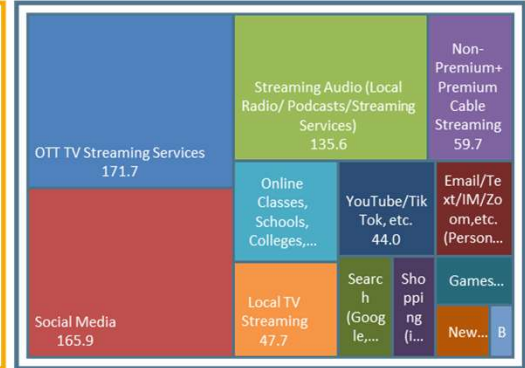 OTT TV Streaming Services
171.7
Social Media
165.9
Streaming Audio (Local
Radio/ Podcasts/Streaming
Services)
135.6
Non-
Premium+
Premium
Cable
Streaming
59.7
Online
Classes,
Schools,
Colleges,...
Local TV
Streaming
47.7
YouTube/Tik
Tok, etc.
44.0
Email/Te
xt/IM/Zo
om,etc.
(Person...
Searc
h
(Goog
le,...
Sho
ppi
ng
(i...
Games...
New...
B